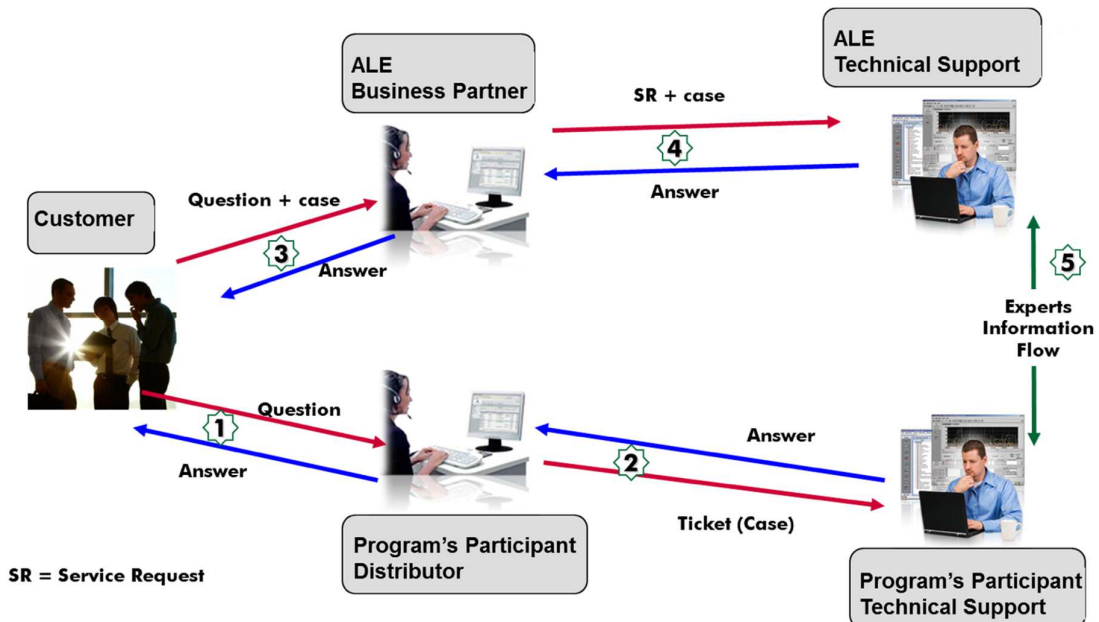 ALE
Business Partner
ALE
Technical Support
SR + case
4
Answer
Customer
Question + case
3
Answer
5
Experts
Information
Flow
Question
1
Answer
Answer
2
Ticket (Case)
Program's Participant
Distributor
Program's Participant
Technical Support
SR = Service Request